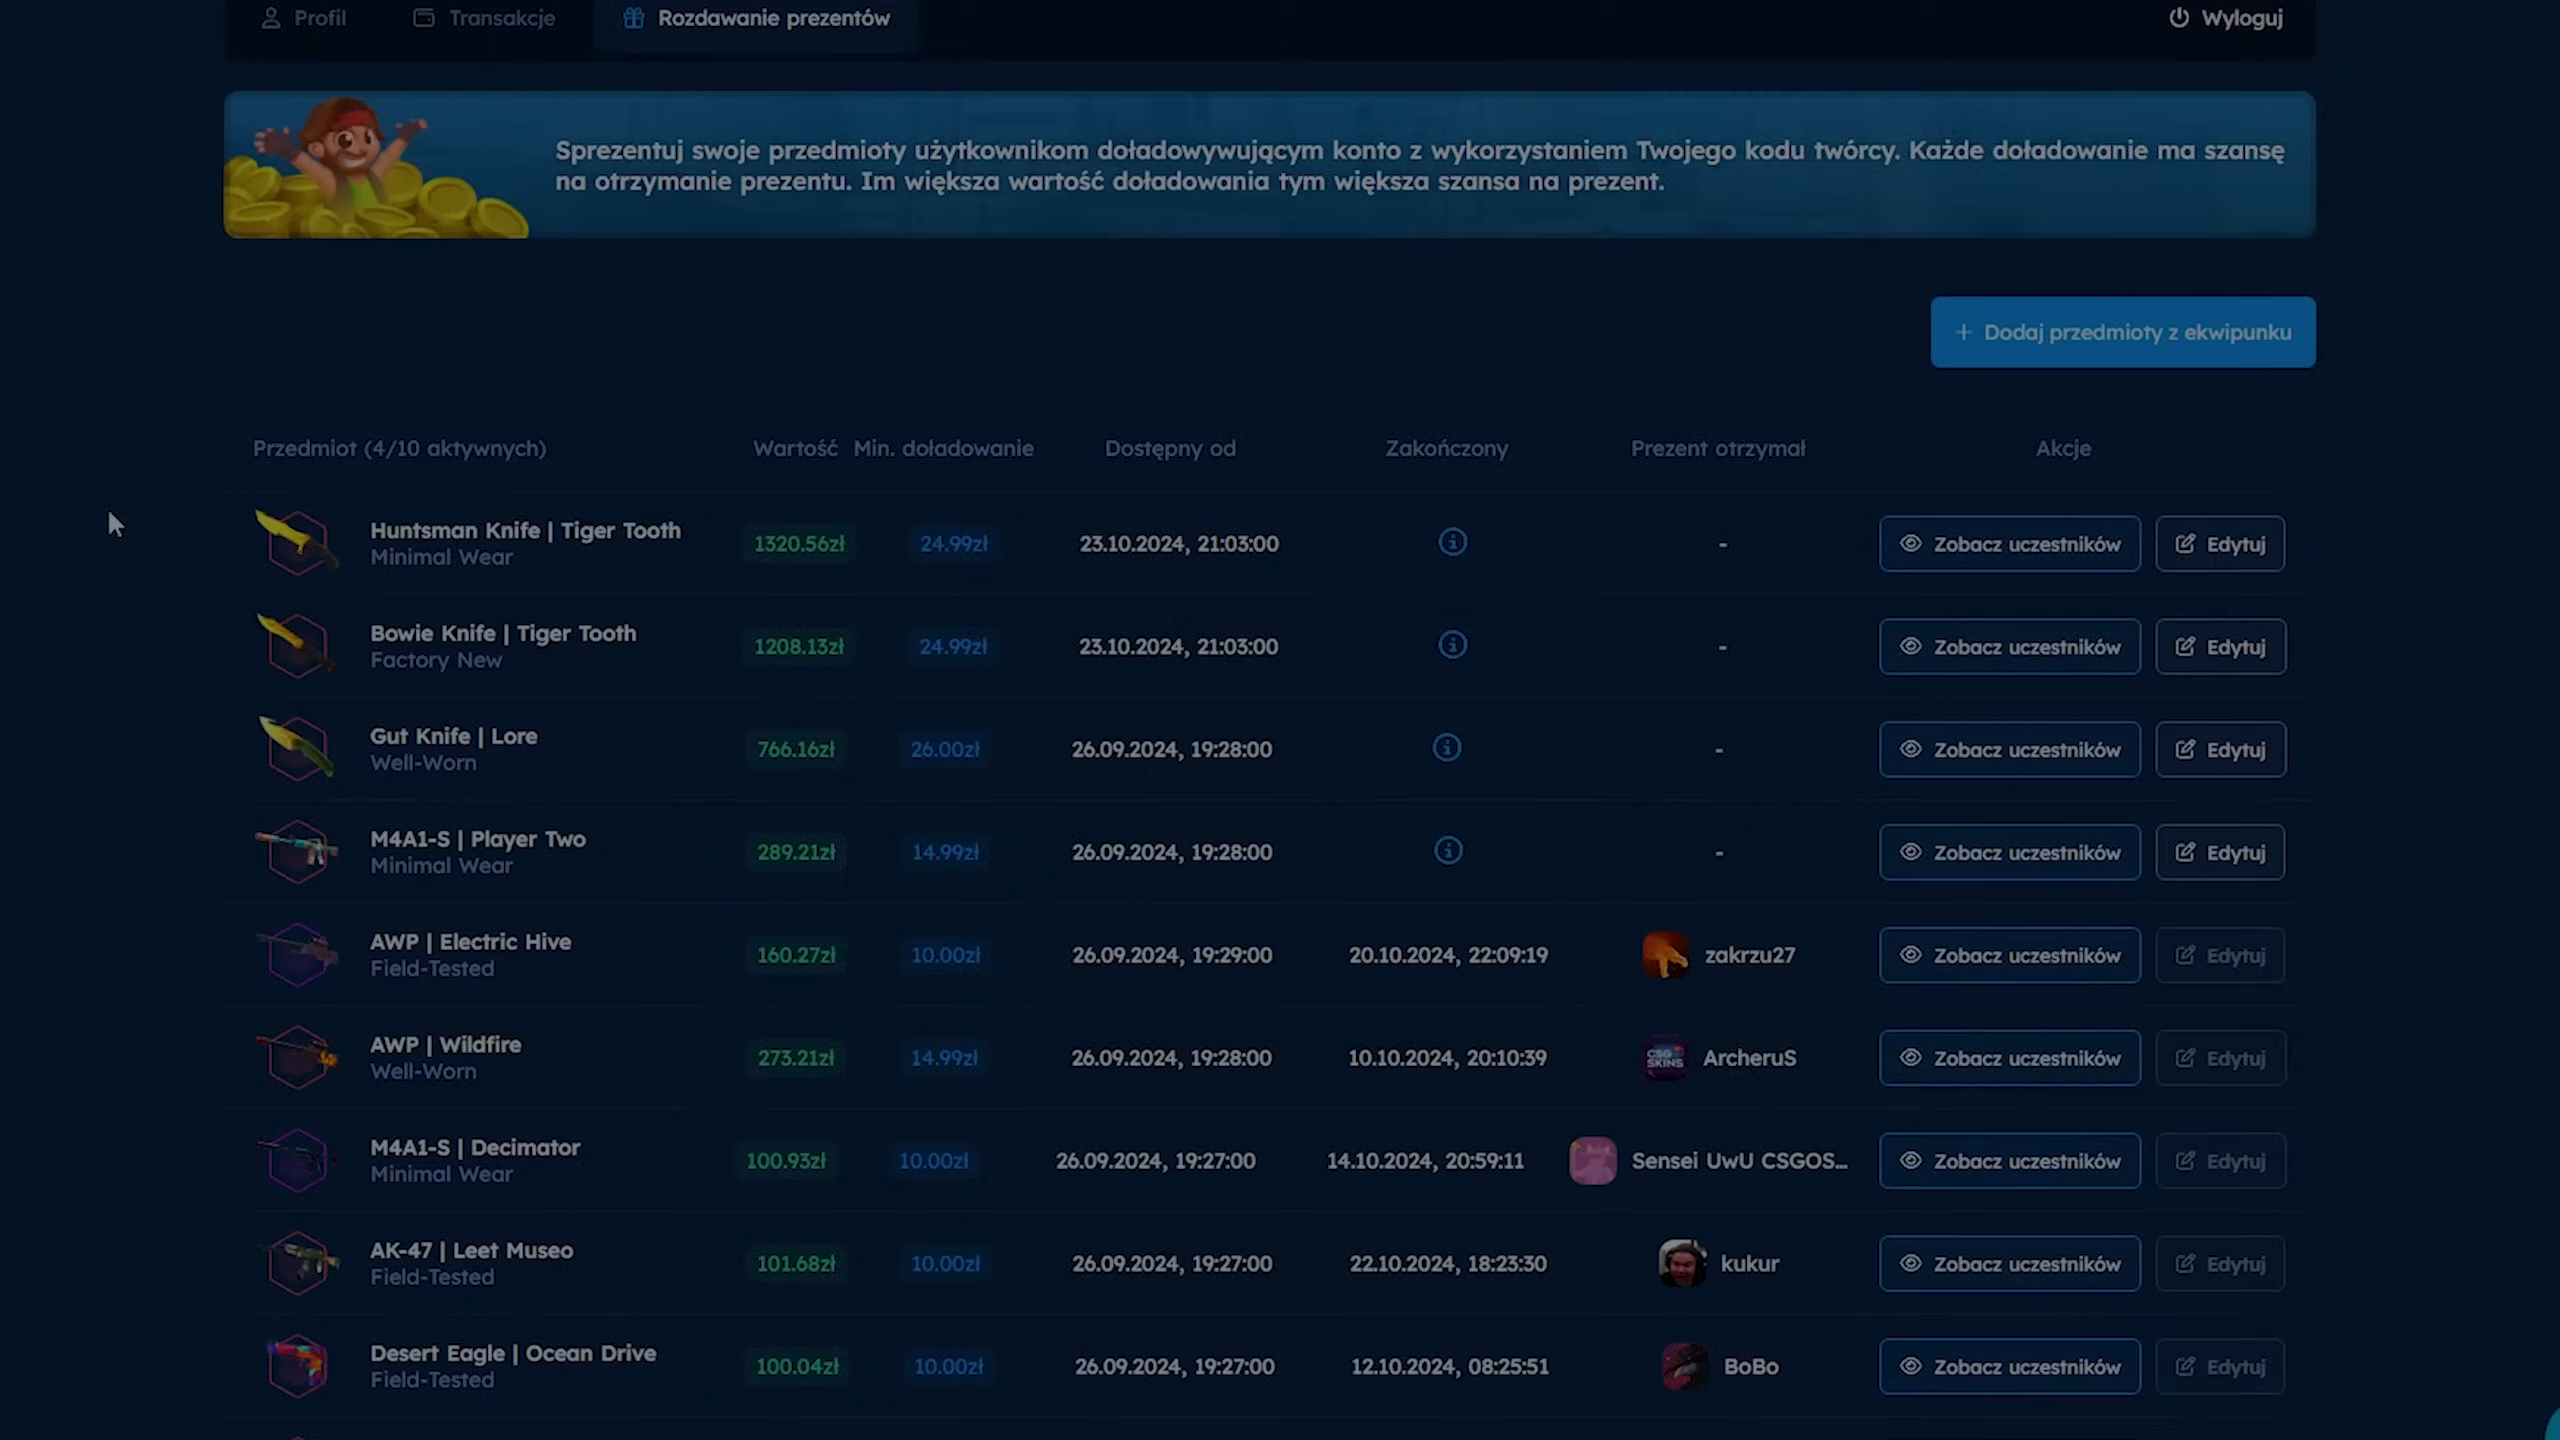 Profil Transakcje Rozdawanie prezentów Wyloguj
Sprezentuj swoje przedmioty użytkownikom doładowywującym konto z wykorzystaniem Twojego kodu twórcy. Każde doładowanie ma szansę
na otrzymanie prezentu. Im większa wartość doładowania tym większa szansa na prezent.
+ Dodaj przedmioty z ekwipunku
Przedmiot (4/10 aktywnych) Wartość Min. doładowanie Dostępny od Zakończony Prezent otrzymał Akcje
Huntsman Knife | Tiger Tooth
Minimal Wear
1320.56zł 24.99zł 23.10.2024, 21:03:00 - Zobacz uczestników Edytuj
Bowie Knife | Tiger Tooth
Factory New
1208.13zł 24.99zł 23.10.2024, 21:03:00 - Zobacz uczestników Edytuj
Gut Knife | Lore
Well-Worn
766.16zł 26.00zł 26.09.2024, 19:28:00 - Zobacz uczestników Edytuj
M4A1-S | Player Two
Minimal Wear
289.21zł 14.99zł 26.09.2024, 19:28:00 - Zobacz uczestników Edytuj
AWP | Electric Hive
Field-Tested
160.27zł 10.00zł 26.09.2024, 19:29:00 20.10.2024, 22:09:19 zakrzu27 Zobacz uczestników Edytuj
AWP | Wildfire
Well-Worn
273.21zł 14.99zł 26.09.2024, 19:28:00 10.10.2024, 20:10:39 CSG SKINS ArcheruS Zobacz uczestników Edytuj
M4A1-S | Decimator
Minimal Wear
100.93zł 10.00zł 26.09.2024, 19:27:00 14.10.2024, 20:59:11 Sensei UwU CSGOS... Zobacz uczestników Edytuj
AK-47 | Leet Museo
Field-Tested
101.68zł 10.00zł 26.09.2024, 19:27:00 22.10.2024, 18:23:30 kukur Zobacz uczestników Edytuj
Desert Eagle | Ocean Drive
Field-Tested
100.04zł 10.00zł 26.09.2024, 19:27:00 12.10.2024, 08:25:51 BoBo Zobacz uczestników Edytuj